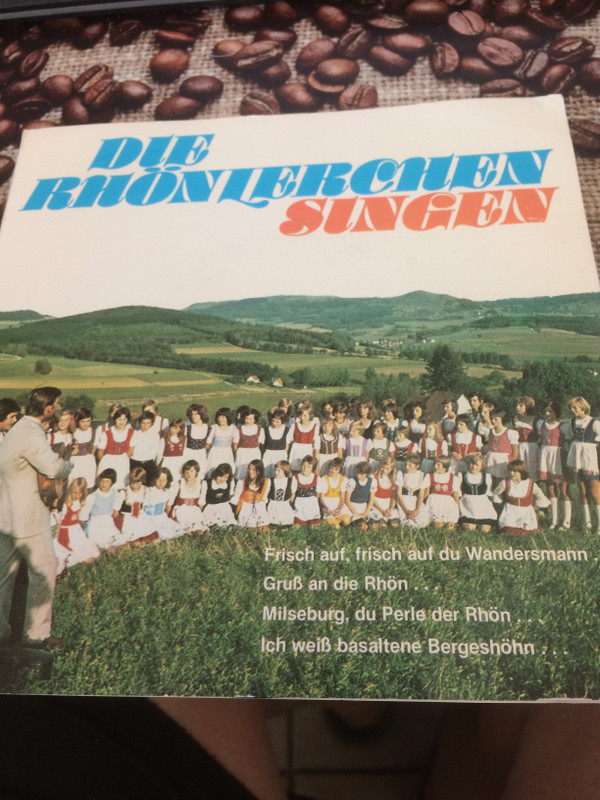 DIE
RHÖNLERCHEN
SINGEN
Frisch auf, frisch auf du Wandersmann .
Gruß an die Rhön . . .
Milseburg, du Perle der Rhön . . .
Ich weiß basaltene Bergeshöhn . . .